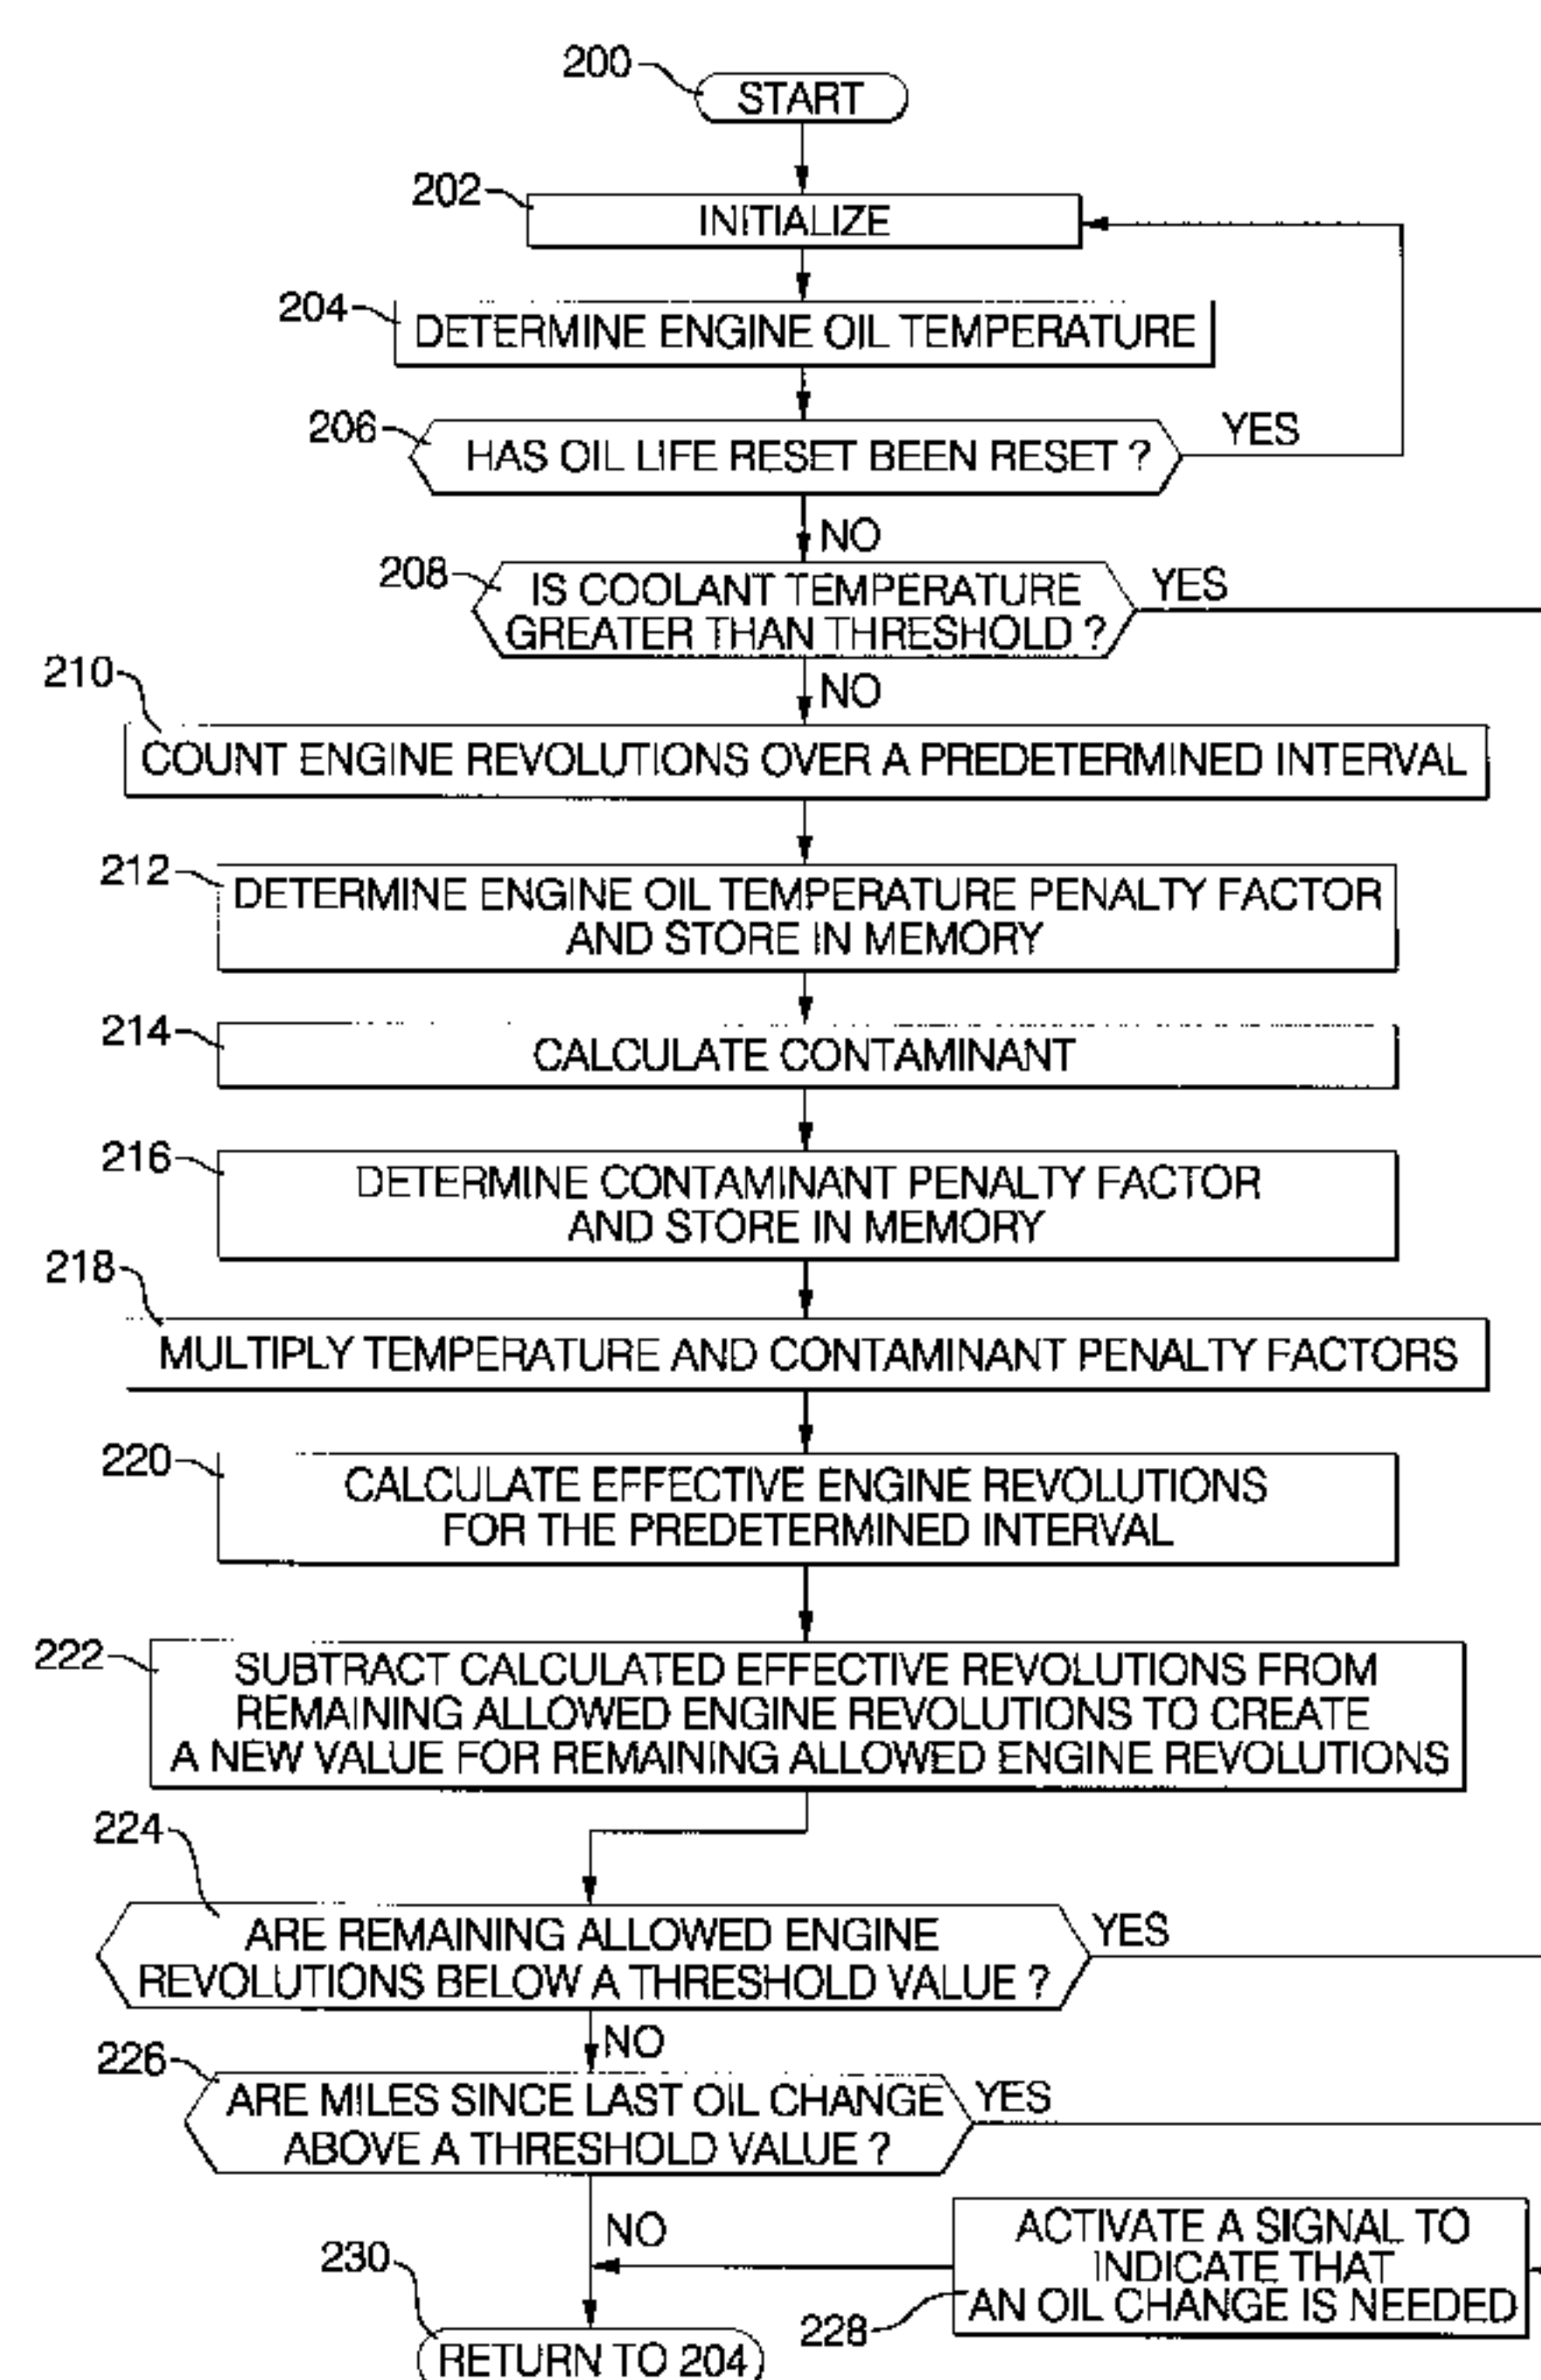 200
START
202
INITIALIZE
204
DETERMINE ENGINE OIL TEMPERATURE
206
HAS OIL LIFE RESET BEEN RESET ?
YES
NO
208
IS COOLANT TEMPERATURE
GREATER THAN THRESHOLD ?
YES
NO
210
COUNT ENGINE REVOLUTIONS OVER A PREDETERMINED INTERVAL
212
DETERMINE ENGINE OIL TEMPERATURE PENALTY FACTOR
AND STORE IN MEMORY
214
CALCULATE CONTAMINANT
216
DETERMINE CONTAMINANT PENALTY FACTOR
AND STORE IN MEMORY
218
MULTIPLY TEMPERATURE AND CONTAMINANT PENALTY FACTORS
220
CALCULATE EFFECTIVE ENGINE REVOLUTIONS
FOR THE PREDETERMINED INTERVAL
222
SUBTRACT CALCULATED EFFECTIVE REVOLUTIONS FROM
REMAINING ALLOWED ENGINE REVOLUTIONS TO CREATE
A NEW VALUE FOR REMAINING ALLOWED ENGINE REVOLUTIONS
224
ARE REMAINING ALLOWED ENGINE
REVOLUTIONS BELOW A THRESHOLD VALUE ?
YES
NO
226
ARE MILES SINCE LAST OIL CHANGE
ABOVE A THRESHOLD VALUE ?
YES
NO
ACTIVATE A SIGNAL TO
INDICATE THAT
AN OIL CHANGE IS NEEDED
228
230
RETURN TO 204